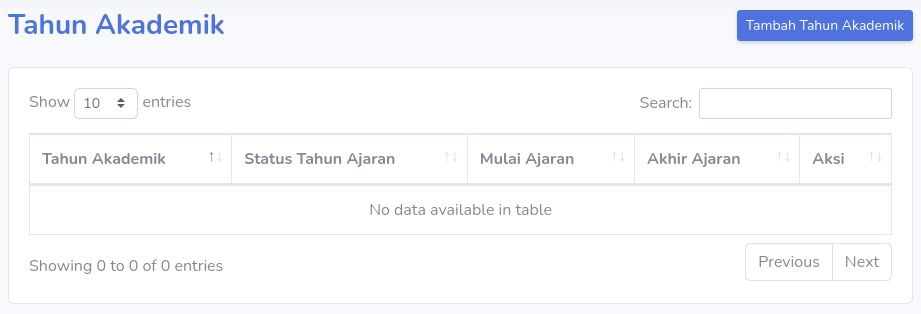 Tahun Akademik
Tambah Tahun Akademik
Show 10 entries
Search:
Tahun Akademik Status Tahun Ajaran Mulai Ajaran Akhir Ajaran Aksi
No data available in table
Showing 0 to 0 of 0 entries
Previous Next